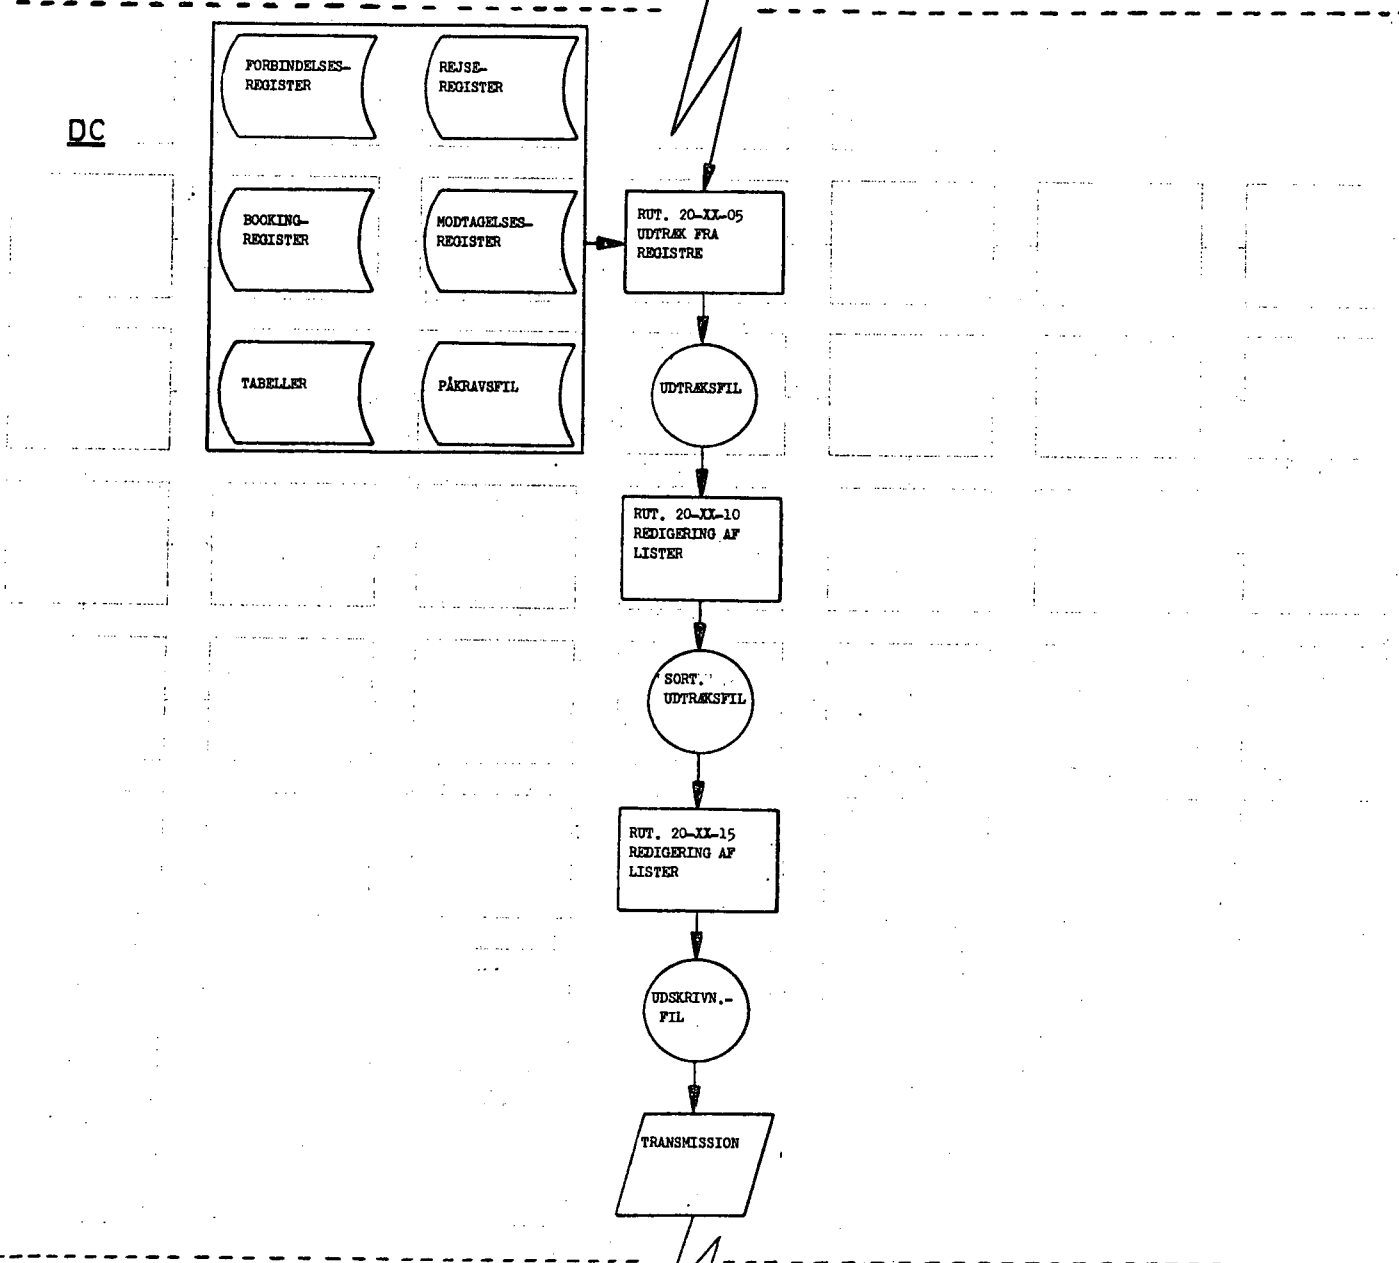 DC
FORBINDELSES-
REGISTER
REJSE-
REGISTER
BOOKING-
REGISTER
MODTAGELSES-
REGISTER
TABELLER
PÅKRAVSFIL
RUT. 20-XX-05
UDTRÆK FRA
REGISTRE
UDTRÆKSFIL
RUT. 20-XX-10
REDIGERING AF
LISTER
SORT.
UDTRÆKSFIL
RUT. 20-XX-15
REDIGERING AF
LISTER
UDSKRIVN.-
FIL
TRANSMISSION